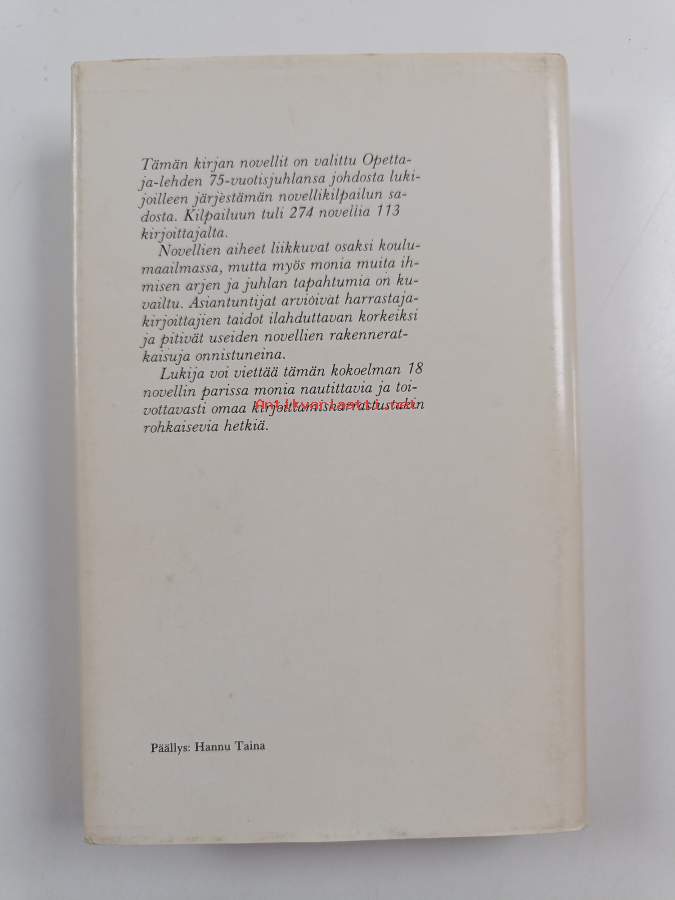 Tämän kirjan novellit on valittu Opetta-
ja-lehden 75-vuotisjuhlansa johdosta luki-
joilleen järjestämän novellikilpailun sa-
dosta. Kilpailuun tuli 274 novellia 113
kirjoittajalta.
Novellien aiheet liikkuvat osaksi koulu-
maailmassa, mutta myös monia muita ih-
misen arjen ja juhlan tapahtumia on ku-
vailtu. Asiantuntijat arvioivat harrastaja-
kirjoittajien taidot ilahduttavan korkeiksi
ja pitivät useiden novellien rakennerat-
kaisuja onnistuneina.
Lukija voi viettää tämän kokoelman 18
novellin parissa monia nautittavia ja toi-
vottavasti omaa kirjoittamisharrastustakin
rohkaisevia hetkiä.
Päällys: Hannu Taina